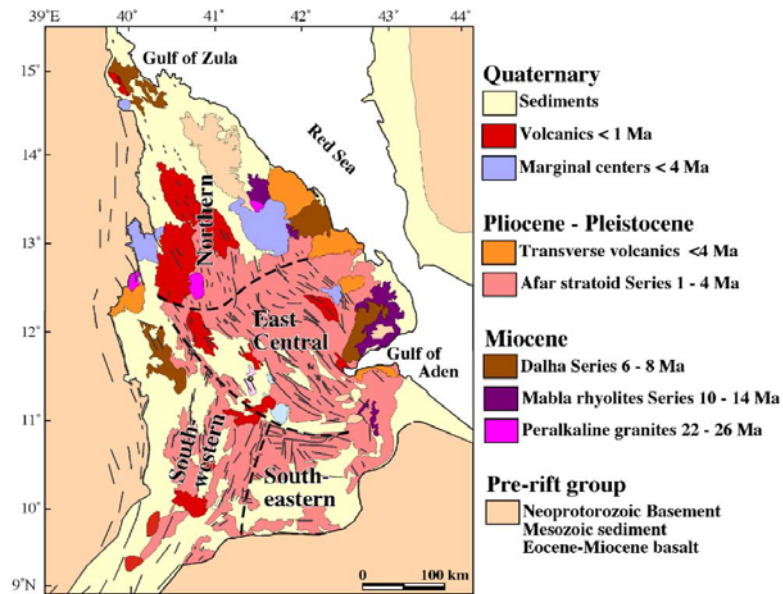 39°E 40° 41° 42° 43° 44°
15°
14°
13°
12°
11°
10°
9°N
Gulf of Zula
Red Sea
Northern
East
Central
Gulf of
Aden
South-
western
South-
eastern
0 100 km
Quaternary
Sediments
Volcanics < 1 Ma
Marginal centers < 4 Ma
Pliocene - Pleistocene
Transverse volcanics <4 Ma
Afar stratoid Series 1 - 4 Ma
Miocene
Dalha Series 6 - 8 Ma
Mabla rhyolites Series 10 - 14 Ma
Peralkaline granites 22 - 26 Ma
Pre-rift group
Neoprotorozoic Basement
Mesozoic sediment
Eocene-Miocene basalt